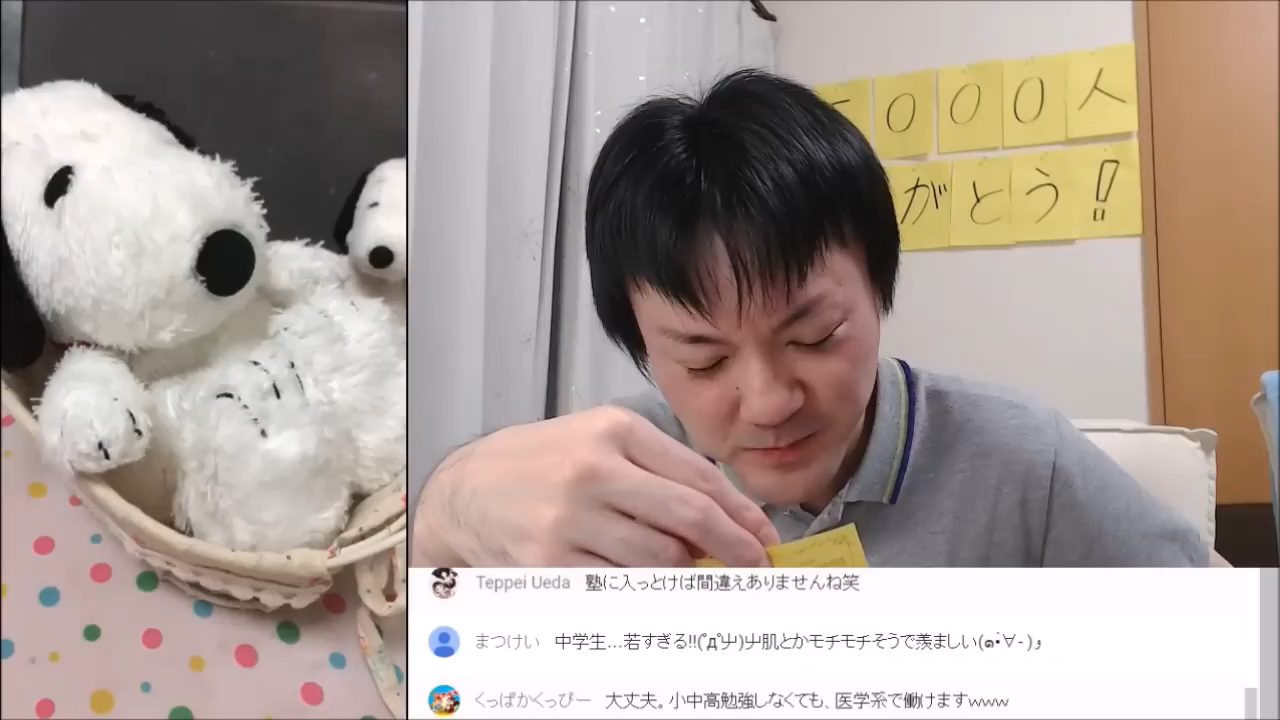 ０００人
がとう！
Teppei Ueda 塾に入っとけば間違えありませんね笑
まつけい 中学生…若すぎる!!(ﾟдﾟ屮)屮肌とかモチモチそうで羨ましい(๑•̀∀- )و
くっぱかくっぴー 大丈夫。小中高勉強しなくても、医学系で働けますwww